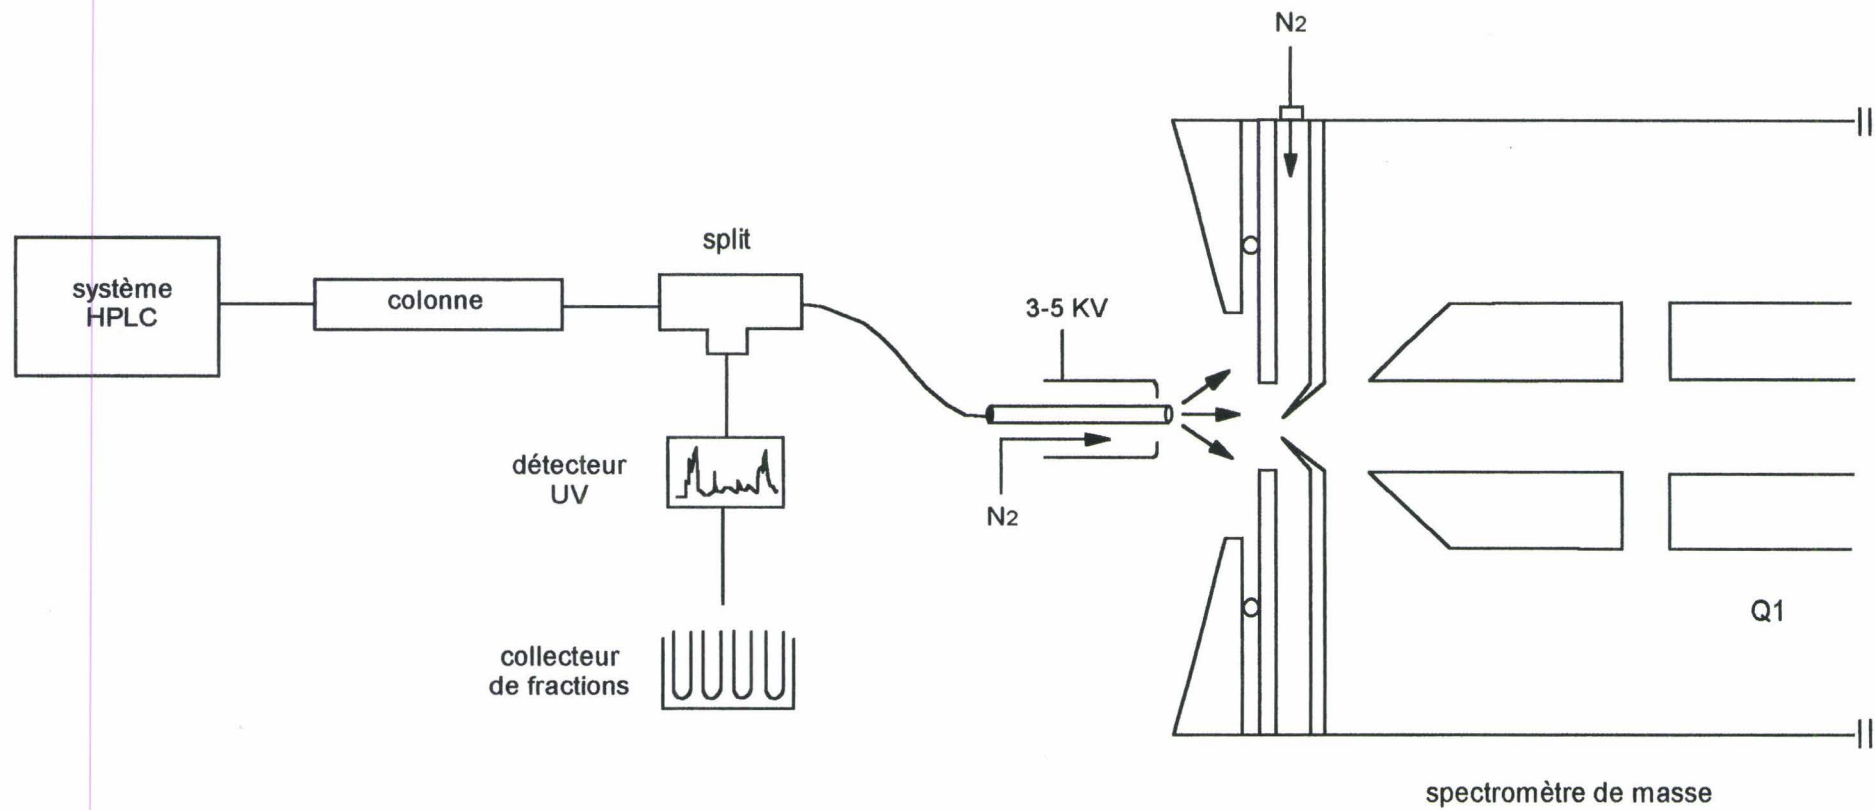 N2
split
système
HPLC
colonne
3-5 KV
détecteur
UV
N2
Q1
collecteur
de fractions
spectromètre de masse